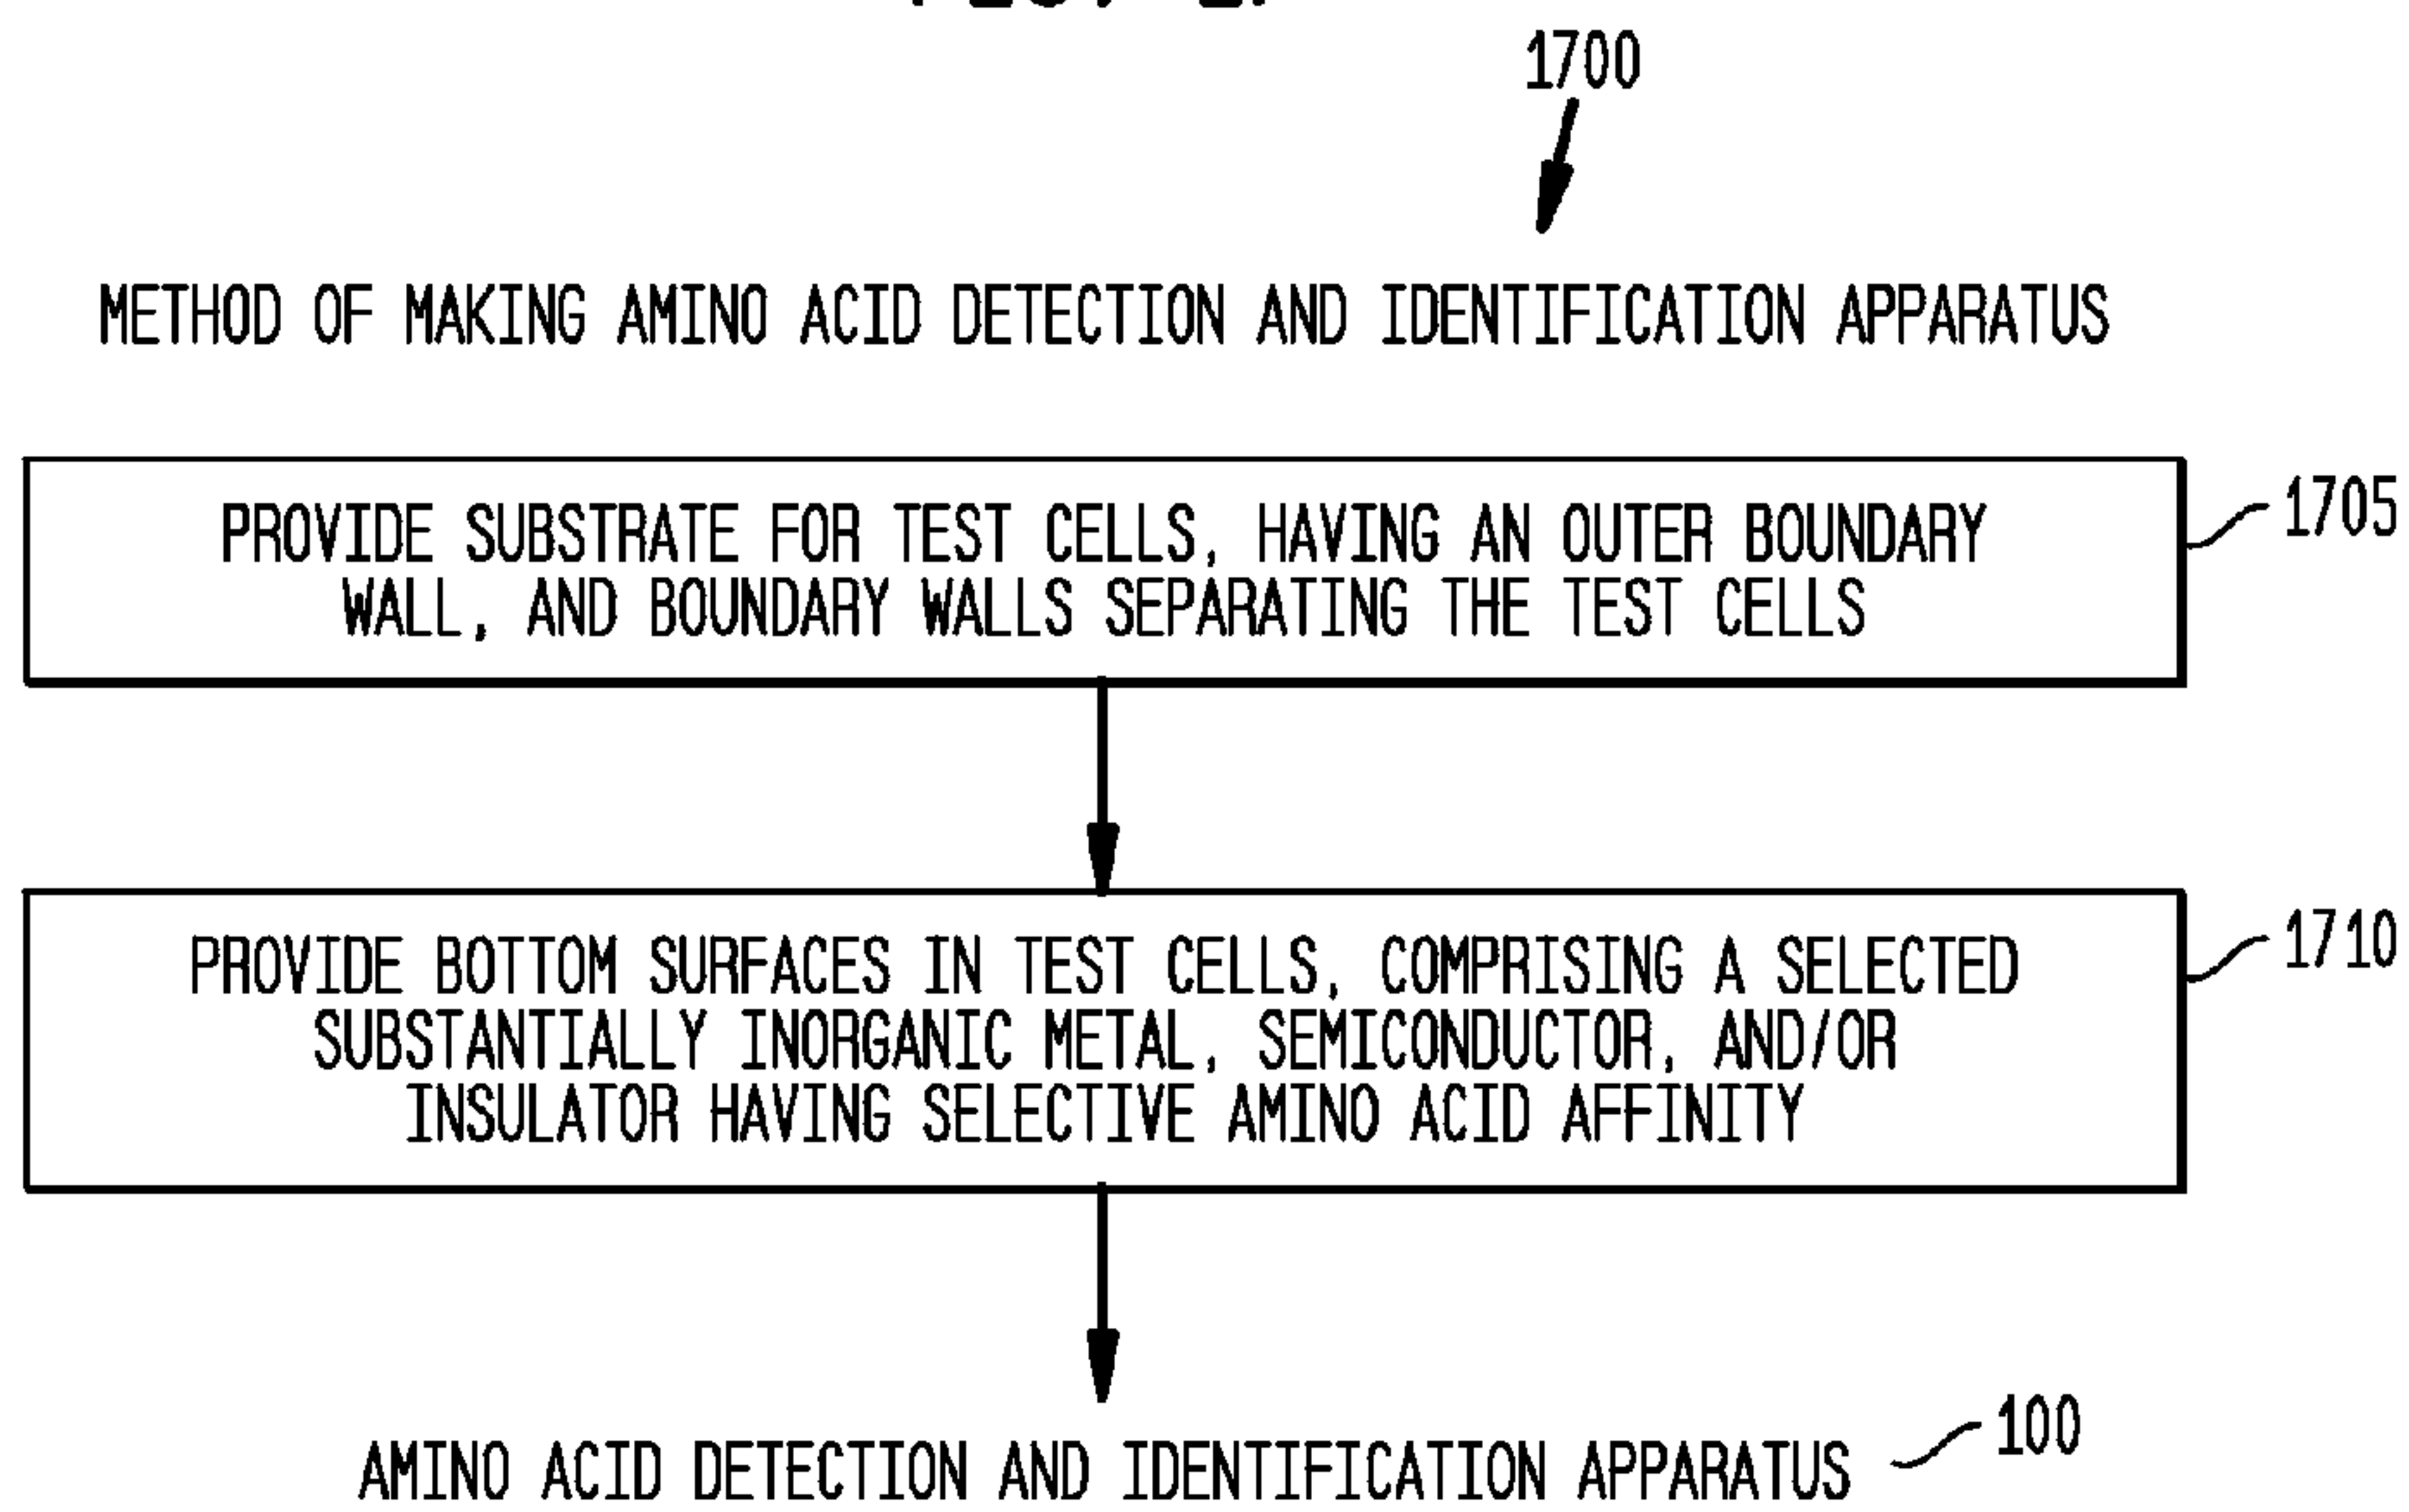 1700
METHOD OF MAKING AMINO ACID DETECTION AND IDENTIFICATION APPARATUS
PROVIDE SUBSTRATE FOR TEST CELLS, HAVING AN OUTER BOUNDARY
1705
WALL, AND BOUNDARY WALLS SEPARATING THE TEST CELLS
PROVIDE BOTTOM SURFACES IN TEST CELLS, COMPRISING A SELECTED
1710
SUBSTANTIALLY INORGANIC METAL, SEMICONDUCTOR, AND/OR
INSULATOR HAVING SELECTIVE AMINO ACID AFFINITY
AMINO ACID DETECTION AND IDENTIFICATION APPARATUS
100